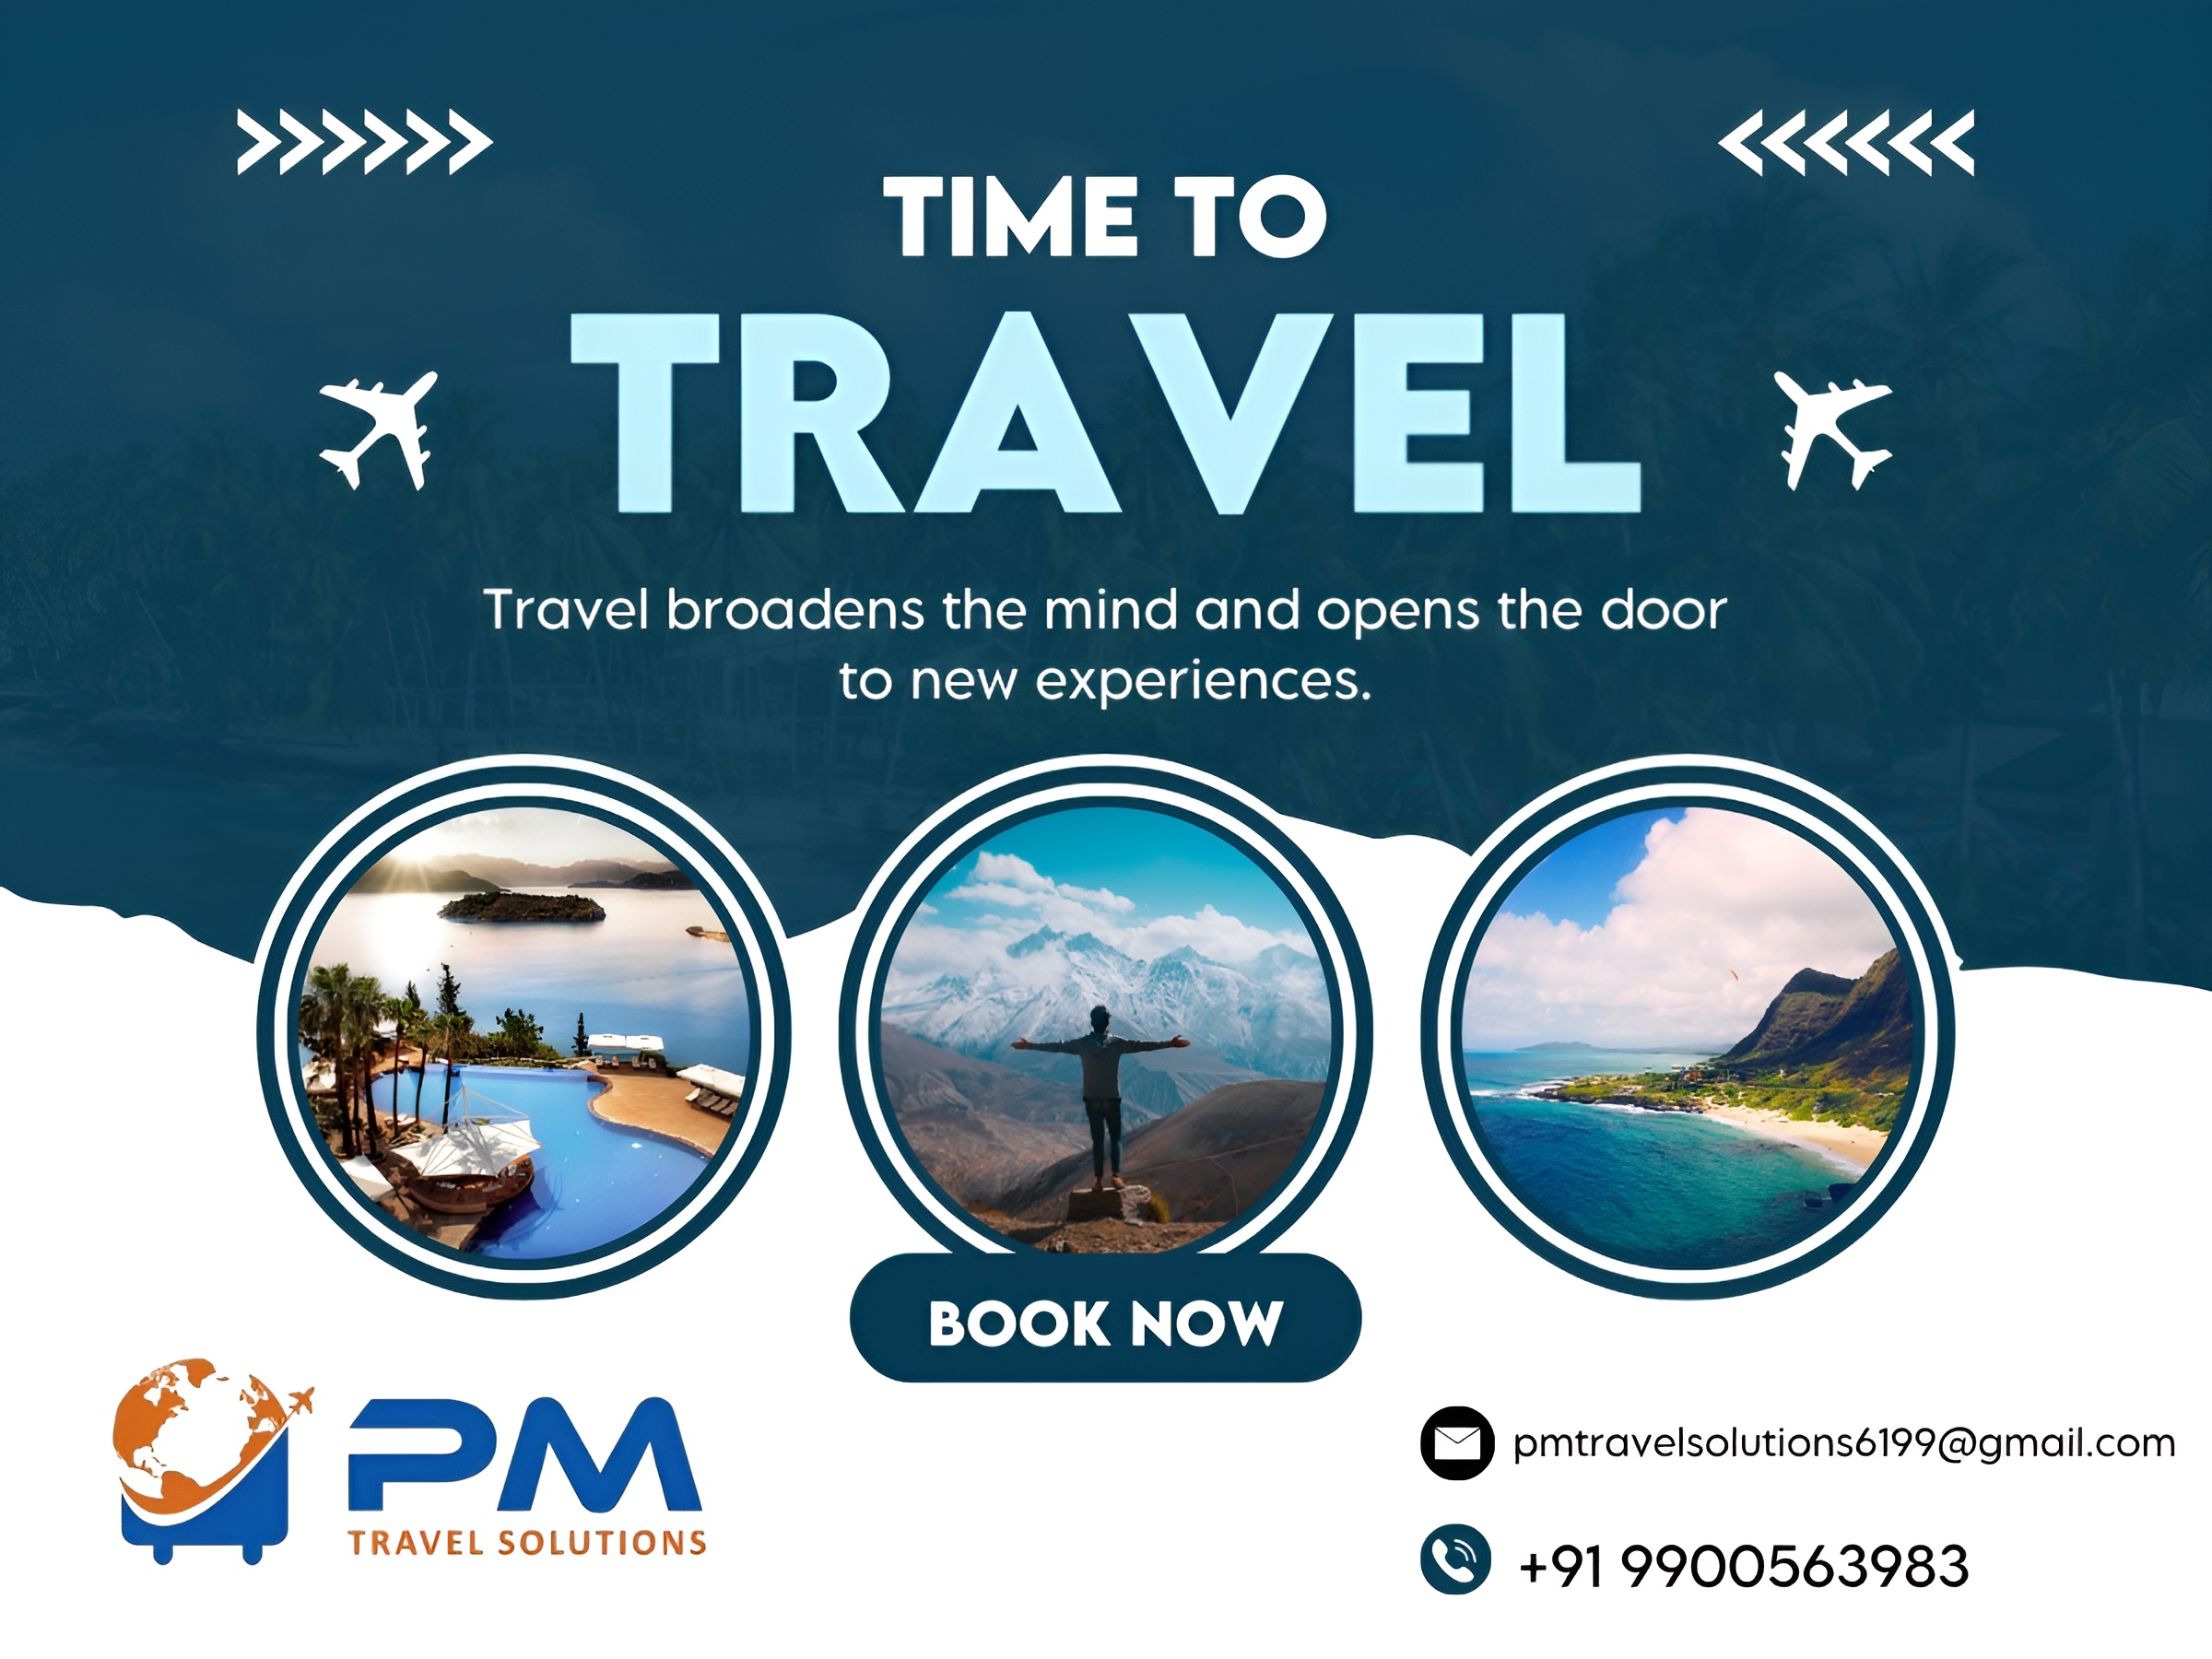 TIME TO
TRAVEL
Travel broadens the mind and opens the door
to new experiences.
BOOK NOW
PM
TRAVEL SOLUTIONS
pmtravelsolutions6199@gmail.com
+91 9900563983